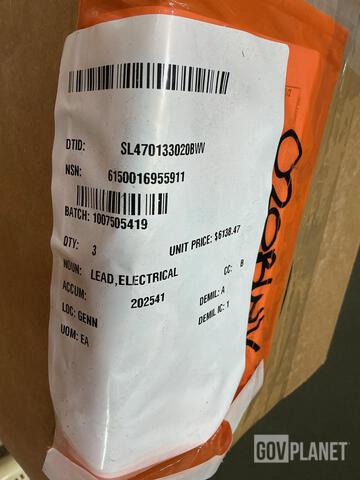 DTID: SL470133020BWV
NSN: 6150016955911
BATCH: 1007505419
QTY: 3 UNIT PRICE: $6138.47
NOUN: LEAD,ELECTRICAL CC: B
ACCUM: 202541 DEMIL: A
LOC: GENN DEMIL IC: 1
UOM: EA
GOVPLANET